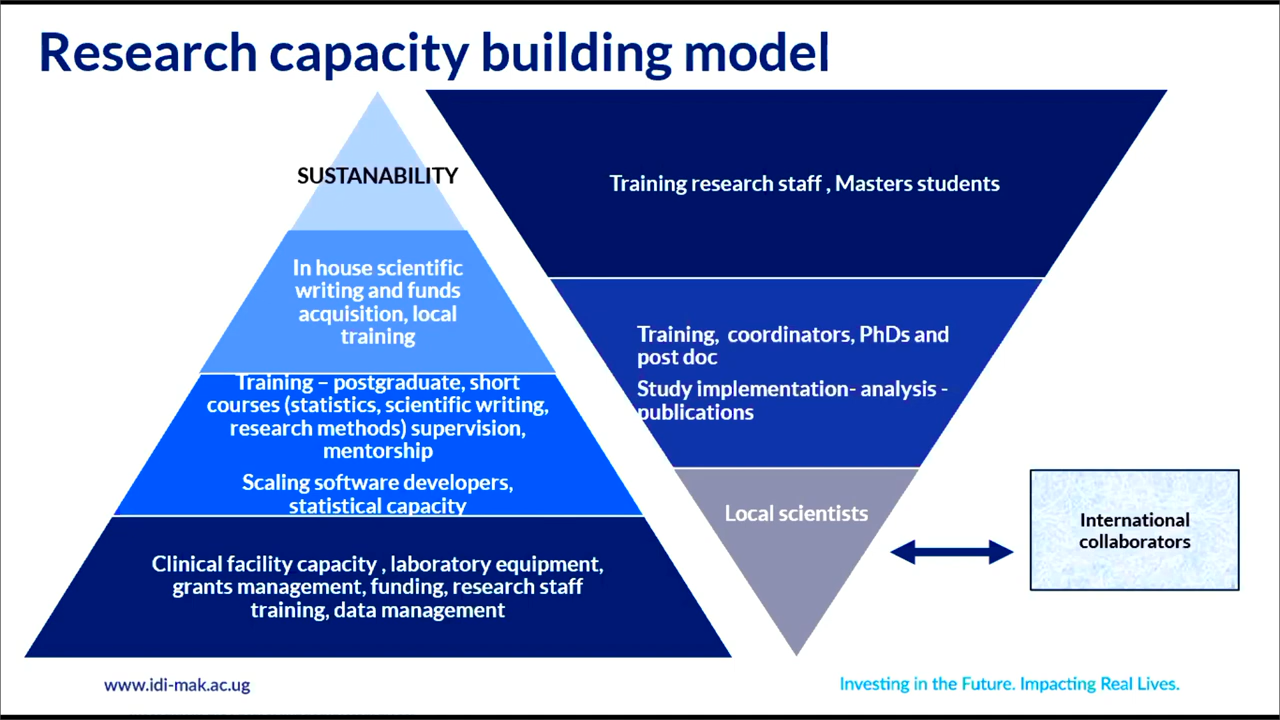 Research capacity building model
SUSTANABILITY
In house scientific
writing and funds
acquisition, local
training
Training – postgraduate, short
courses (statistics, scientific writing,
research methods) supervision,
mentorship
Scaling software developers,
statistical capacity
Clinical facility capacity , laboratory equipment,
grants management, funding, research staff
training, data management
Training research staff , Masters students
Training,  coordinators, PhDs and
post doc
Study implementation- analysis -
publications
Local scientists
International
collaborators
www.idi-mak.ac.ug
Investing in the Future. Impacting Real Lives.